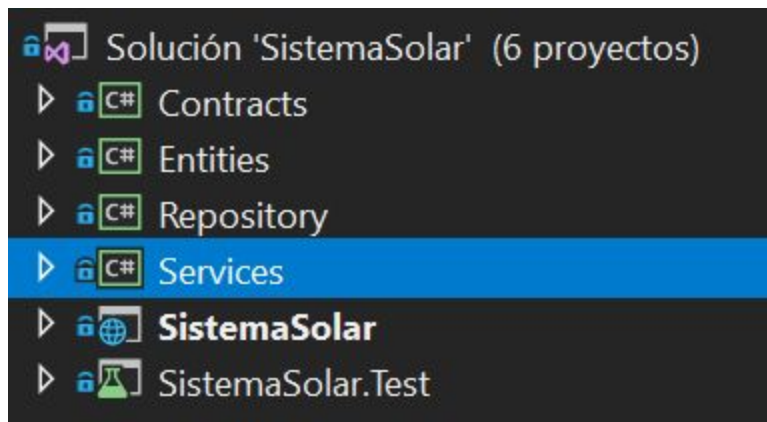 Solución 'SistemaSolar' (6 proyectos)
C# Contracts
C# Entities
C# Repository
C# Services
SistemaSolar
SistemaSolar.Test